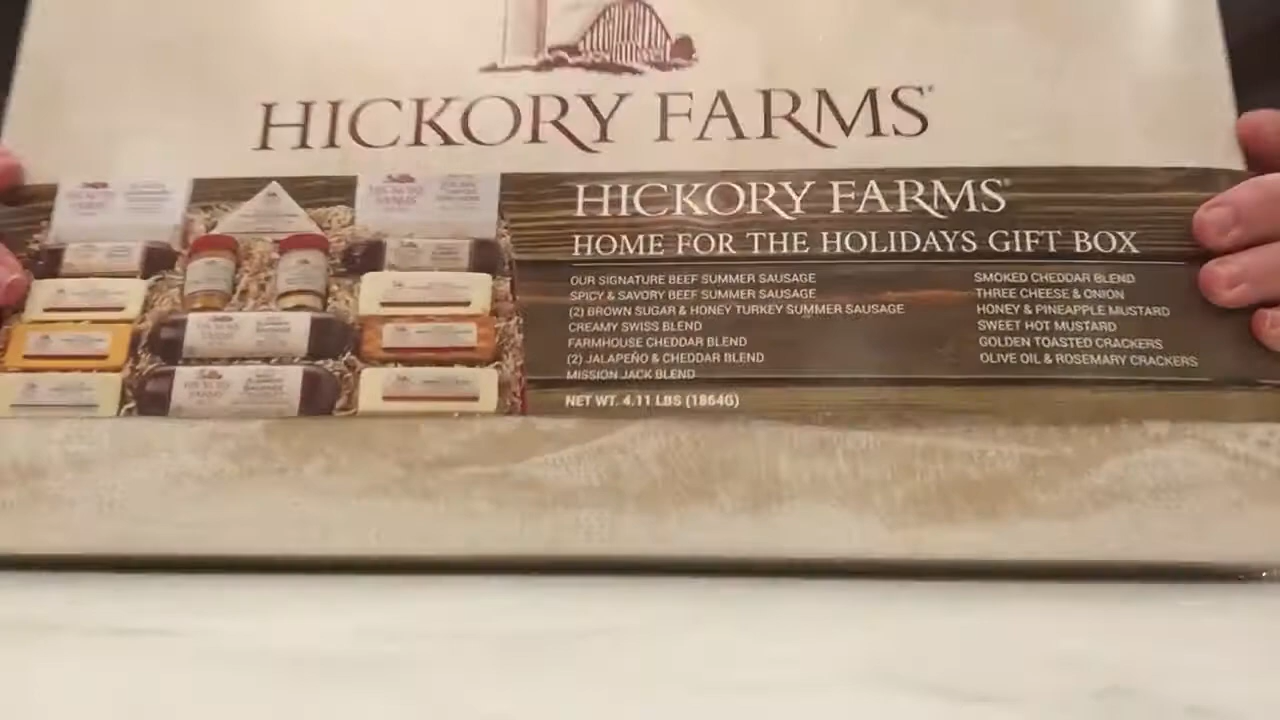 HICKORY FARMS
HICKORY FARMS
HOME FOR THE HOLIDAYS GIFT BOX
OUR SIGNATURE BEEF SUMMER SAUSAGE
SPICY & SAVORY BEEF SUMMER SAUSAGE
(2) BROWN SUGAR & HONEY TURKEY SUMMER SAUSAGE
CREAMY SWISS BLEND
FARMHOUSE CHEDDAR BLEND
(2) JALAPEÑO & CHEDDAR BLEND
MISSION JACK BLEND
SMOKED CHEDDAR BLEND
THREE CHEESE & ONION
HONEY & PINEAPPLE MUSTARD
SWEET HOT MUSTARD
GOLDEN TOASTED CRACKERS
OLIVE OIL & ROSEMARY CRACKERS
NET WT. 4.11 LBS (1864G)